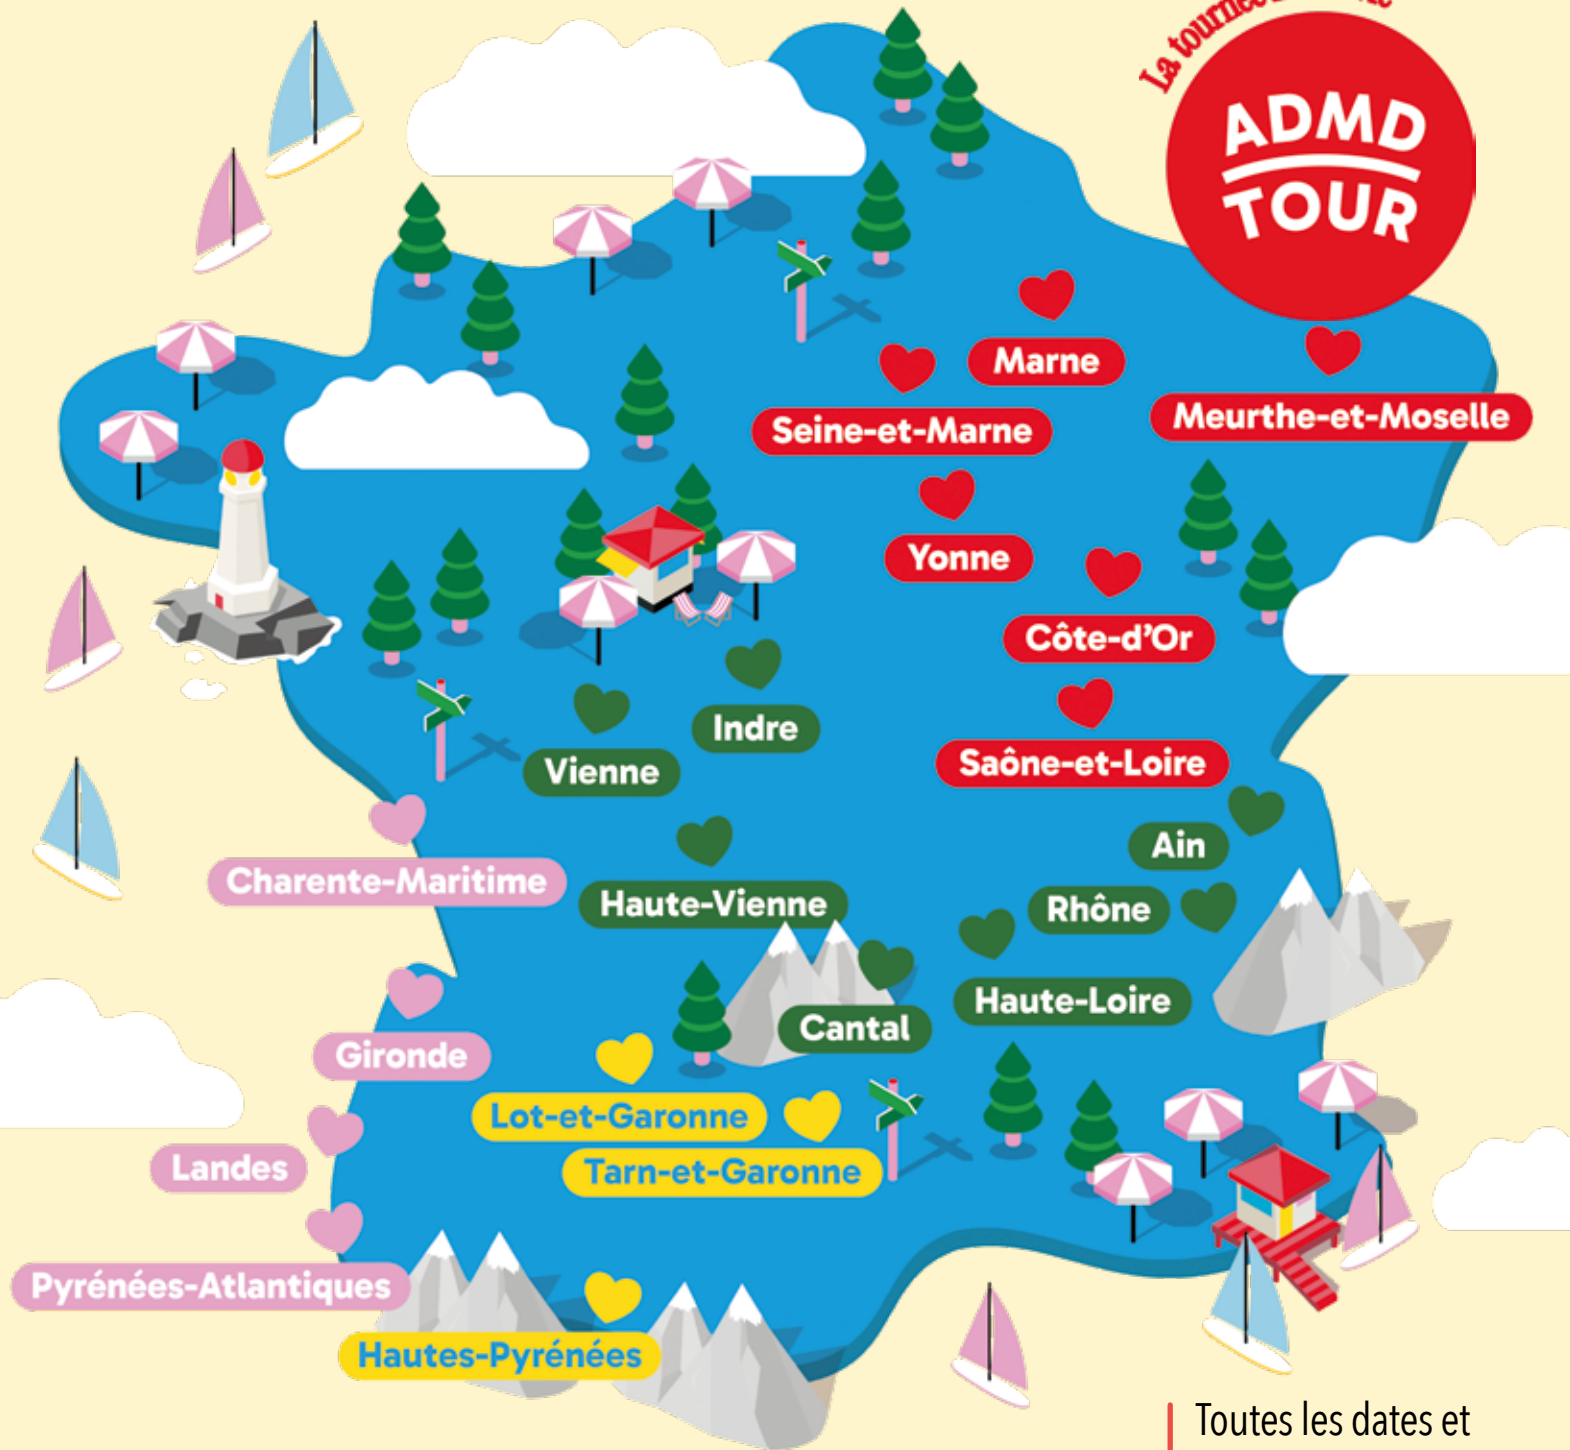 La tournée
ADMD
TOUR
Marne
Meurthe-et-Moselle
Seine-et-Marne
Yonne
Côte-d’Or
Indre
Saône-et-Loire
Vienne
Ain
Charente-Maritime
Haute-Vienne
Rhône
Haute-Loire
Cantal
Gironde
Lot-et-Garonne
Landes
Tarn-et-Garonne
Pyrénées-Atlantiques
Hautes-Pyrénées
Toutes les dates et